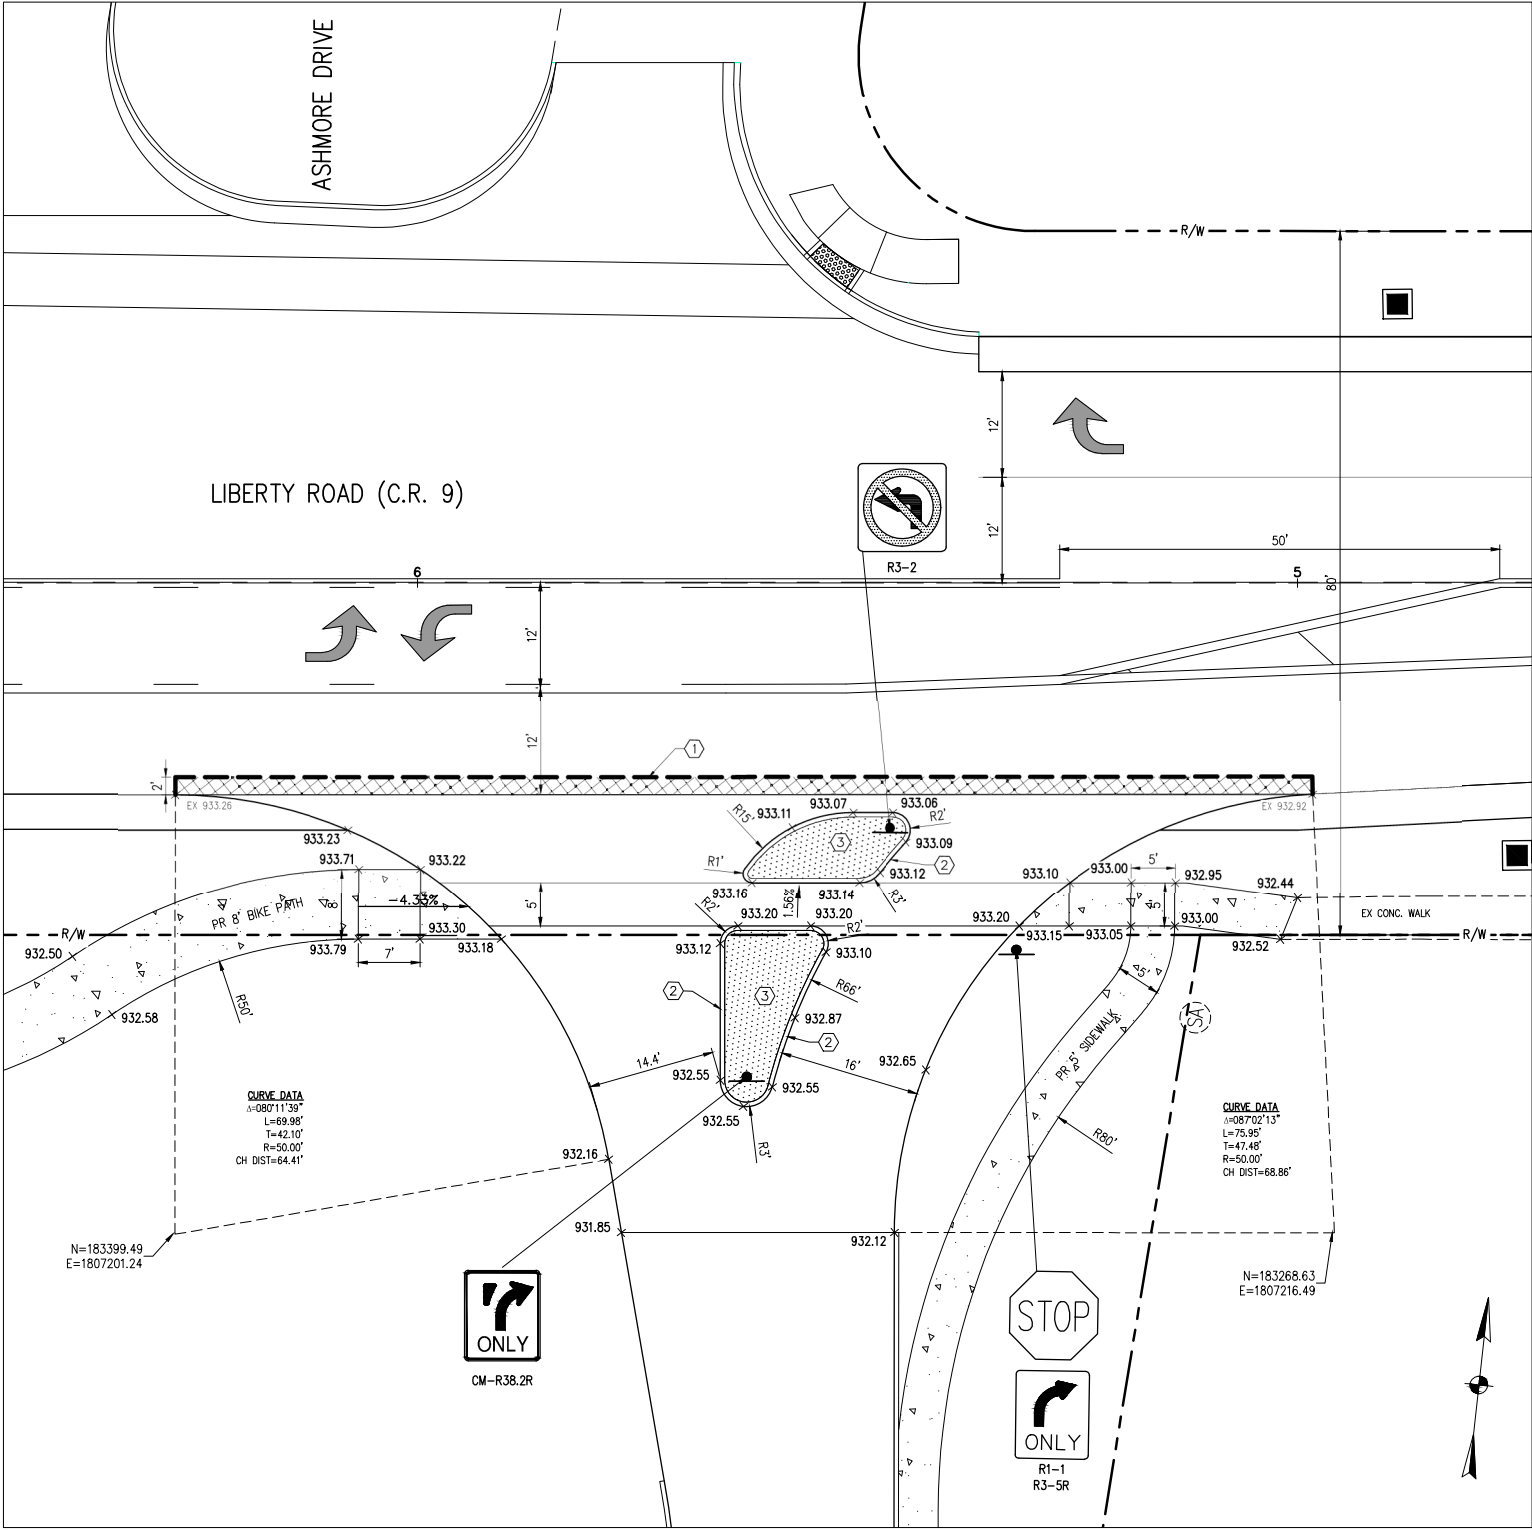 ASHMORE DRIVE
R/W
12'
LIBERTY ROAD (C.R. 9)
R3-2
12'
50'
6
5
80'
12'
12'
1
2'
EX 933.26
EX 932.92
933.07
933.06
R15'
933.11
R2'
3
933.23
933.09
2
R1'
933.71
933.22
933.12
933.16
933.14
R3'
933.10
933.00
5'
932.95
932.44
8'
-4.33%
5'
1.56%
5'
PR 8' BIKE PATH
R2'
933.20
933.20
R2'
933.20
EX CONC. WALK
R/W
933.79
933.30
933.18
933.12
933.10
933.15
933.05
933.00
932.52
R/W
932.50
7'
5'
R50'
2
3
R66'
932.58
932.87
SA
2
PR 5' SIDEWALK
14.4'
16'
932.65
932.55
932.55
932.55
R3'
R80'
CURVE DATA
Δ=080°11'39"
L=69.98'
T=42.10'
R=50.00'
CH DIST=64.41'
CURVE DATA
Δ=087°02'13"
L=75.95'
T=47.48'
R=50.00'
CH DIST=68.86'
932.16
931.85
932.12
N=183399.49
E=1807201.24
N=183268.63
E=1807216.49
ONLY
CM-R38.2R
STOP
ONLY
R1-1
R3-5R